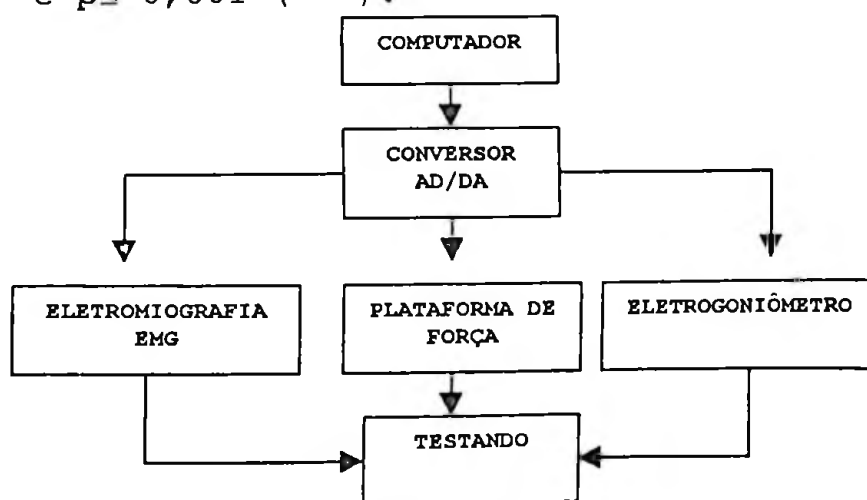 COMPUTADOR
CONVERSOR
AD/DA
ELETROMIOGRAFIA
EMG
PLATAFORMA DE
FORÇA
ELETROGONIÔMETRO
TESTANDO